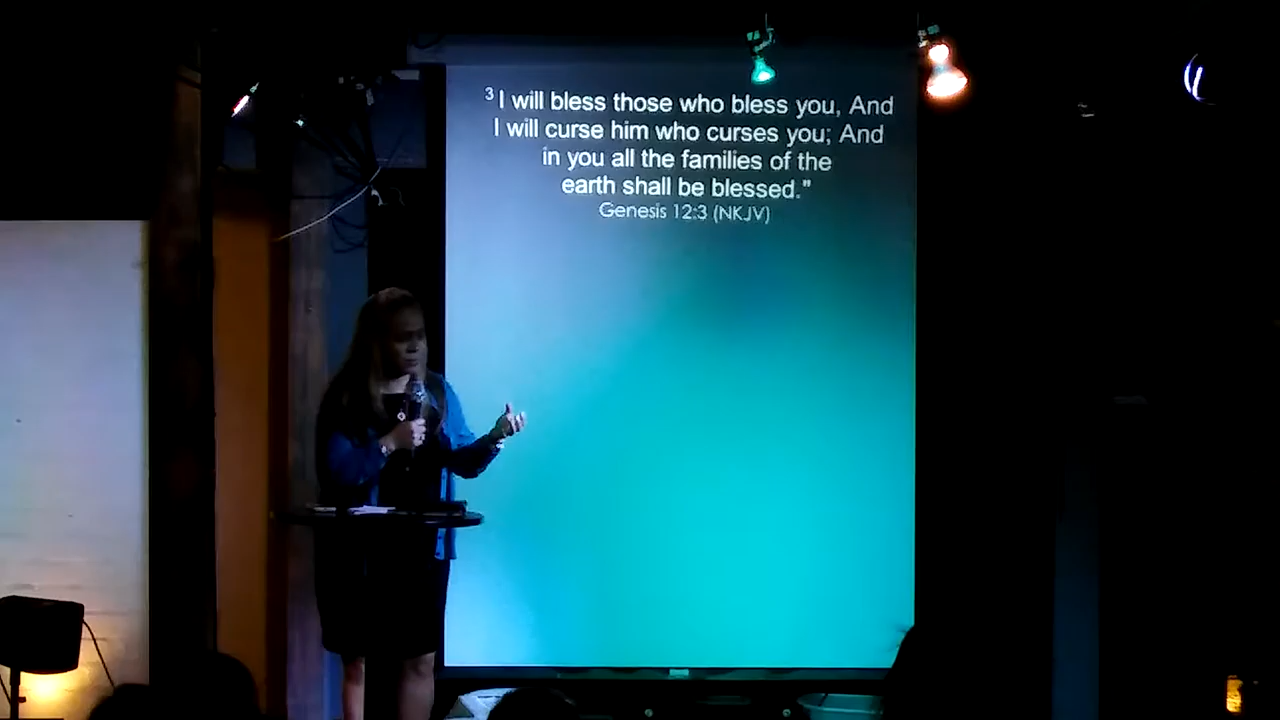 3 I will bless those who bless you, And
I will curse him who curses you; And
in you all the families of the
earth shall be blessed."
Genesis 12:3 (NKJV)